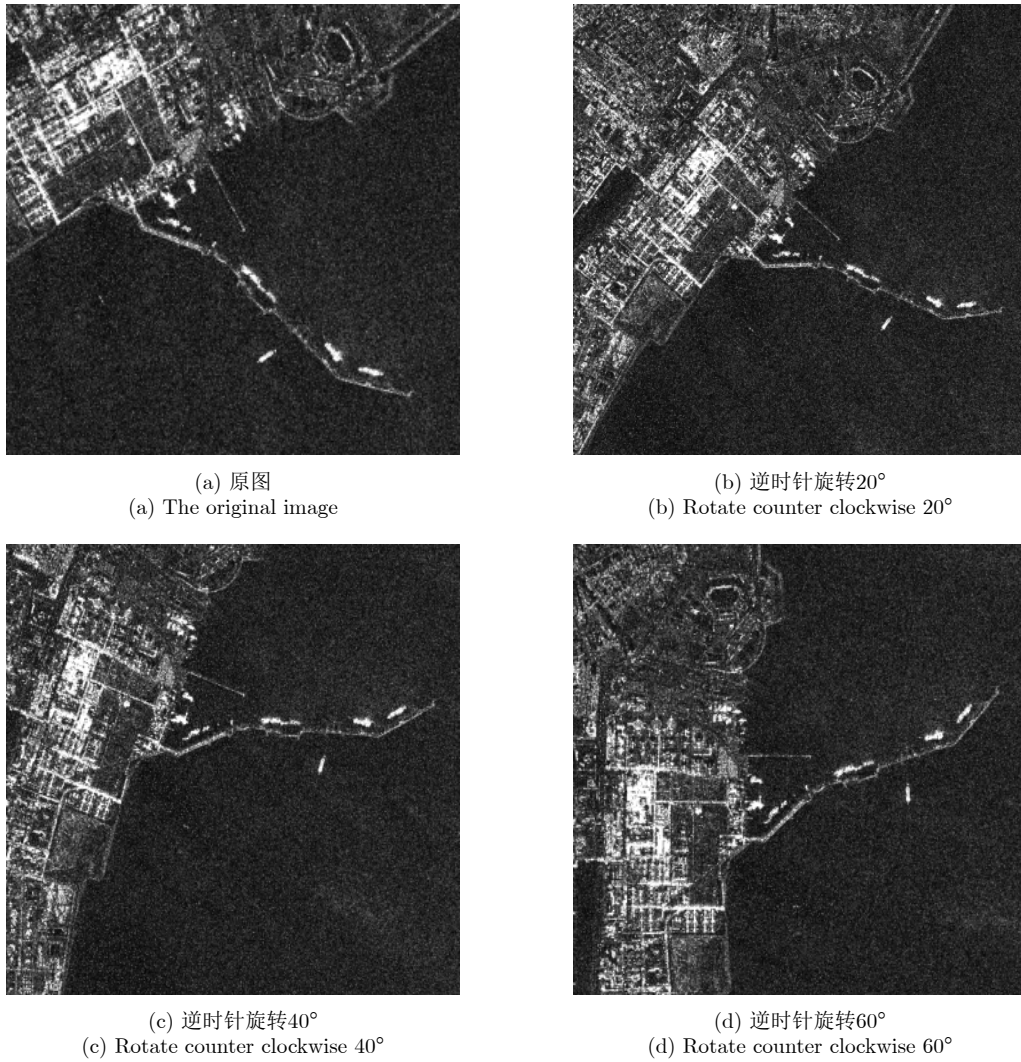 (a) 原图
(a) The original image
(b) 逆时针旋转20°
(b) Rotate counter clockwise 20°
(c) 逆时针旋转40°
(c) Rotate counter clockwise 40°
(d) 逆时针旋转60°
(d) Rotate counter clockwise 60°